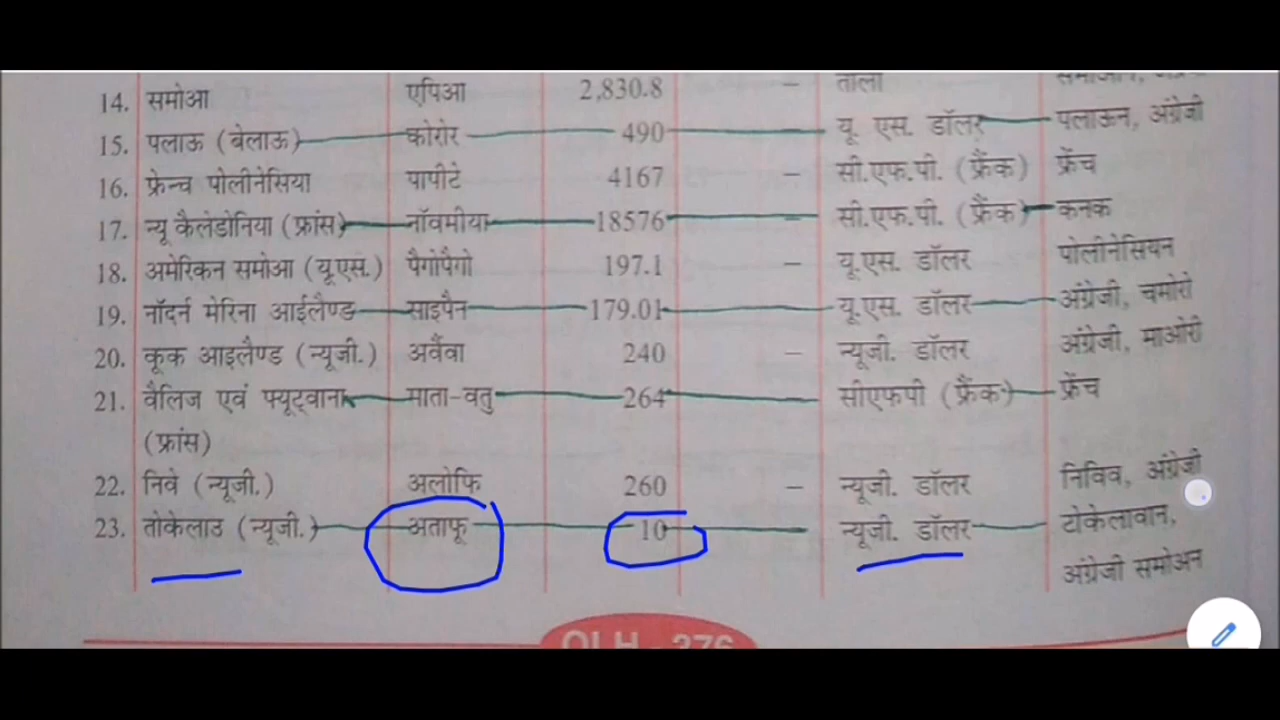 14. समोआ एपिआ 2,830.8 – ताला
15. पलाऊ (बेलाऊ) कोरोर 490 यू. एस. डॉलर पलाऊन, अंग्रेजी
16. फ्रेन्च पोलीनेसिया पापीटे 4167 – सी.एफ.पी. (फ्रैंक) फ्रेंच
17. न्यू कैलेडोनिया (फ्रांस) नॉवमीया 18576 – सी.एफ.पी. (फ्रैंक) कनक
18. अमेरिकन समोआ (यू.एस.) पैगोपैगो 197.1 – यू.एस. डॉलर पोलीनेसियन
19. नॉदर्न मेरिना आईलैण्ड साइपैन 179.01 – यू.एस. डॉलर अंग्रेजी, चमोरो
20. कूक आइलैण्ड (न्यूजी.) अर्वैवा 240 – न्यूजी. डॉलर अंग्रेजी, माओरी
21. वैलिज एवं फ्यूट्वाना माता-वतु 264 सीएफपी (फ्रैंक) फ्रेंच
(फ्रांस)
22. निवे (न्यूजी.) अलोफि 260 – न्यूजी. डॉलर निविव, अंग्रेजी
23. तोकेलाउ (न्यूजी.) अताफू 10 न्यूजी. डॉलर टोकेलावान,
अंग्रेजी समोअन